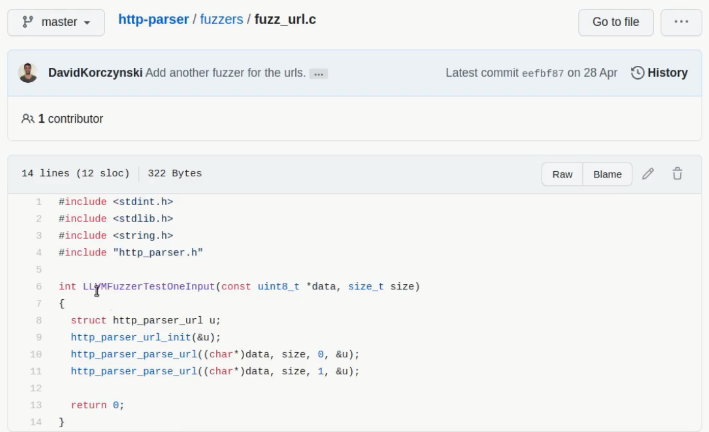 master http-parser / fuzzers / fuzz_url.c Go to file ...
DavidKorczynski Add another fuzzer for the urls. ... Latest commit eefbf87 on 28 Apr History
1 contributor
14 lines (12 sloc) 322 Bytes Raw Blame
1 #include <stdint.h>
2 #include <stdlib.h>
3 #include <string.h>
4 #include "http_parser.h"
5
6 int LLVMFuzzerTestOneInput(const uint8_t *data, size_t size)
7 {
8 struct http_parser_url u;
9 http_parser_url_init(&u);
10 http_parser_parse_url((char*)data, size, 0, &u);
11 http_parser_parse_url((char*)data, size, 1, &u);
12
13 return 0;
14 }